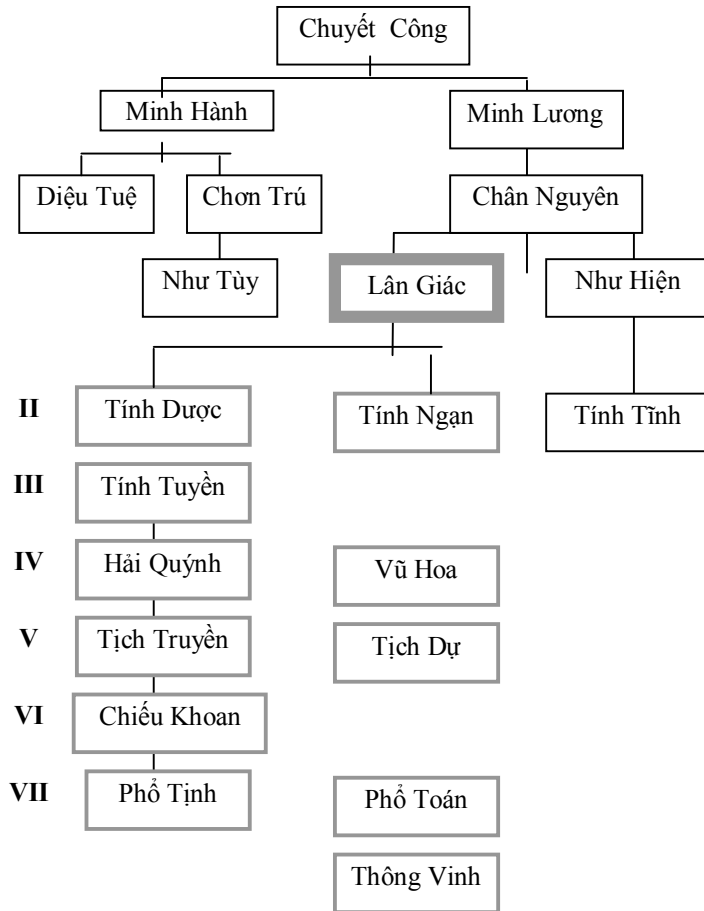 Chuyết Công
Minh Hành
Minh Lương
Diệu Tuệ
Chơn Trú
Chân Nguyên
Như Tùy
Lân Giác
Như Hiện
II
Tính Dược
Tính Ngạn
Tính Tĩnh
III
Tính Tuyền
IV
Hải Quýnh
Vũ Hoa
V
Tịch Truyền
Tịch Dự
VI
Chiếu Khoan
VII
Phổ Tịnh
Phổ Toán
Thông Vinh